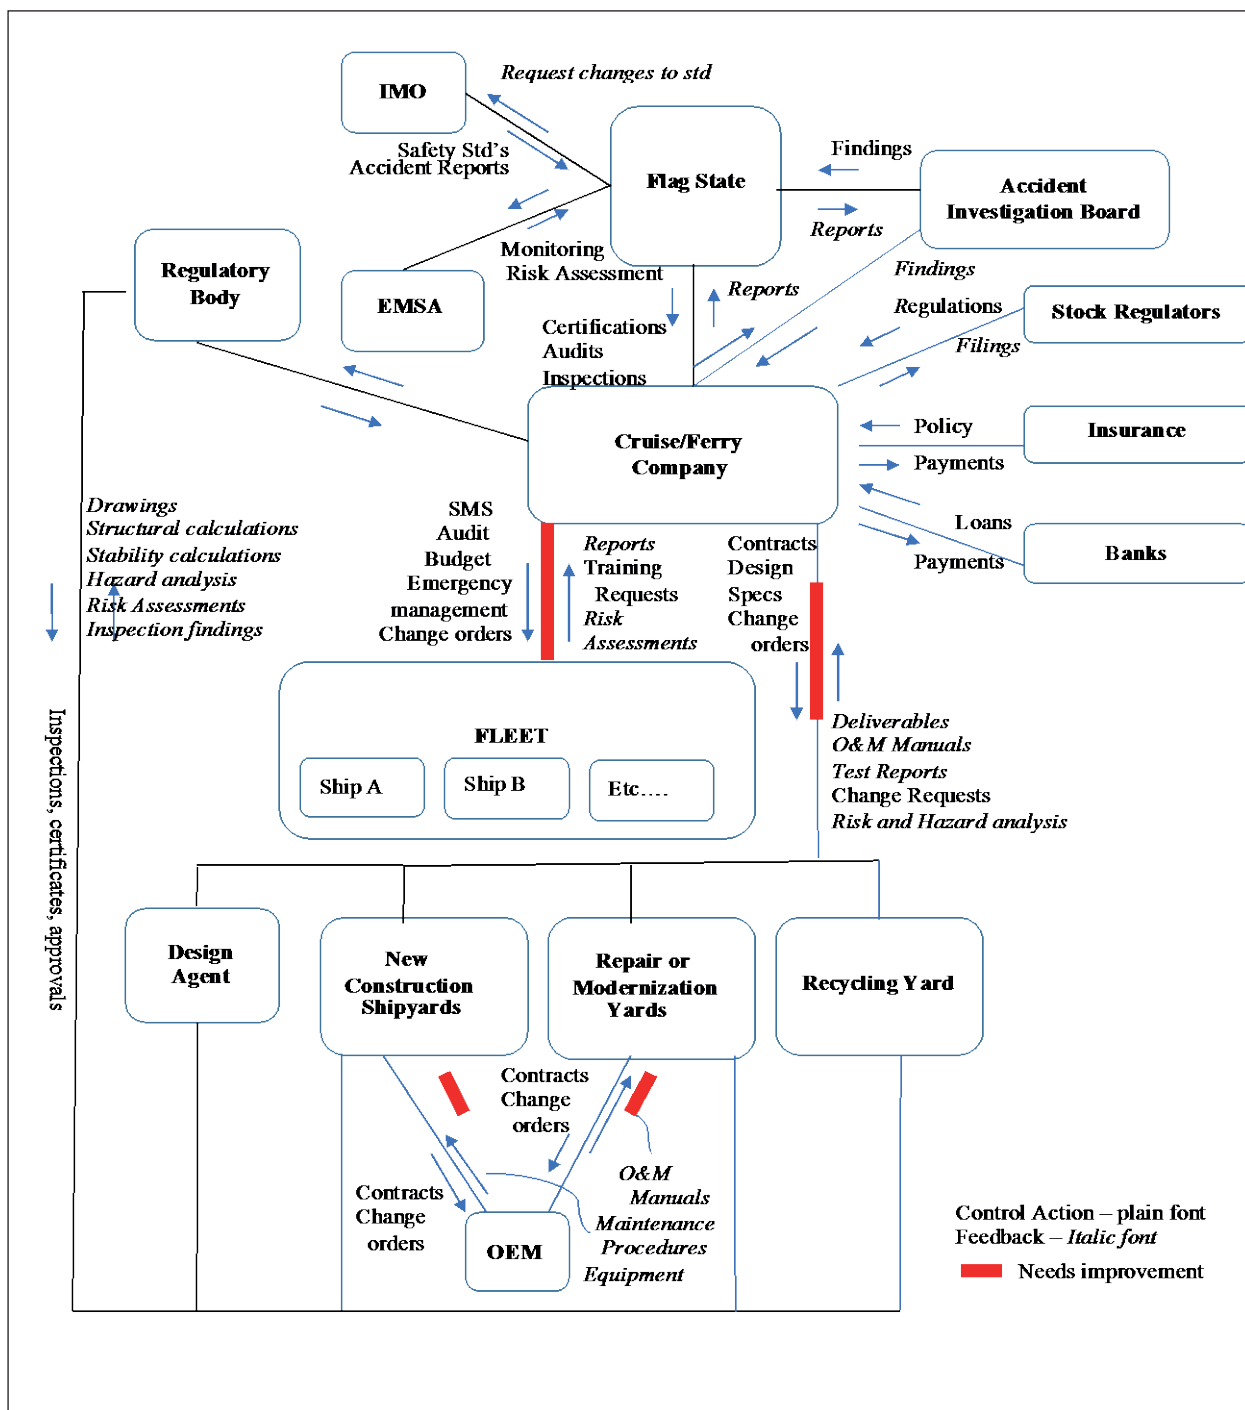 IMO
Request changes to std
Safety Std's
Accident Reports
Flag State
Findings
Accident
Investigation Board
Reports
Regulatory
Body
EMSA
Monitoring
Risk Assessment
Reports
Findings
Stock Regulators
Regulations
Filings
Certifications
Audits
Inspections
Cruise/Ferry
Company
Policy
Payments
Insurance
Loans
Payments
Banks
Drawings
Structural calculations
Stability calculations
Hazard analysis
Risk Assessments
Inspection findings
SMS
Audit
Budget
Emergency
management
Change orders
Reports
Training
Requests
Risk
Assessments
Contracts
Design
Specs
Change
orders
Deliverables
O&M Manuals
Test Reports
Change Requests
Risk and Hazard analysis
FLEET
Ship A
Ship B
Etc....
Inspections, certificates, approvals
Design
Agent
New
Construction
Shipyards
Repair or
Modernization
Yards
Recycling Yard
Contracts
Change
orders
Contracts
Change
orders
OEM
O&M
Manuals
Maintenance
Procedures
Equipment
Control Action – plain font
Feedback – Italic font
Needs improvement